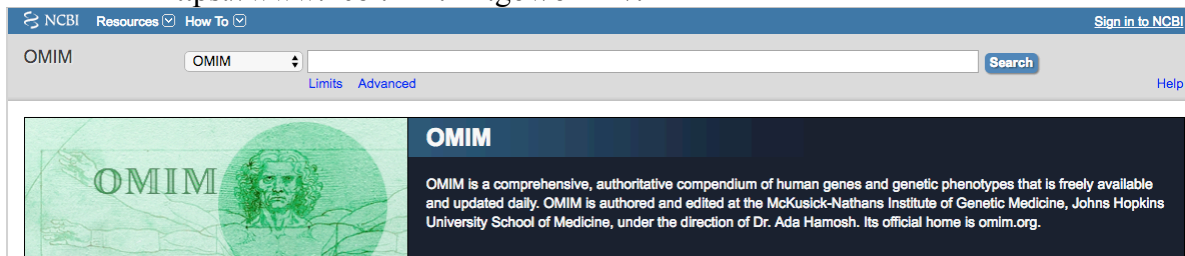 NCBI Resources How To Sign in to NCBI
OMIM OMIM Search
Limits Advanced Help
OMIM
OMIM
OMIM is a comprehensive, authoritative compendium of human genes and genetic phenotypes that is freely available
and updated daily. OMIM is authored and edited at the McKusick-Nathans Institute of Genetic Medicine, Johns Hopkins
University School of Medicine, under the direction of Dr. Ada Hamosh. Its official home is omim.org.